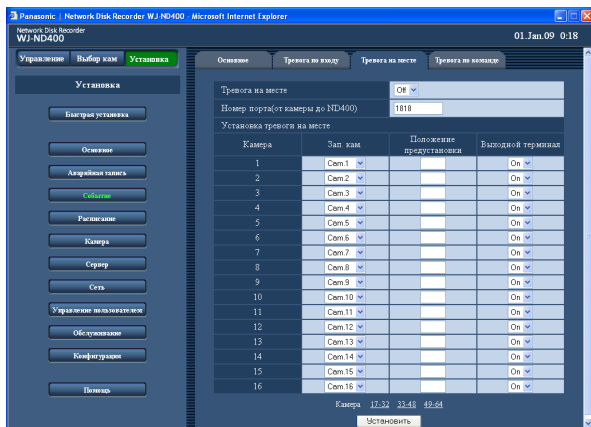 Panasonic | Network Disk Recorder WJ-ND400 - Microsoft Internet Explorer
Network Disk Recorder
WJ-ND400
01.Jan.09 0:18
Управление Выбор кам Установка
Основное Тревога по входу Тревога на месте Тревога по команде
Установка
Быстрая установка
Основное
Аварийная запись
Событие
Расписание
Камера
Сервер
Сеть
Управление пользователем
Обслуживание
Конфигурация
Помощь
Тревога на месте Off
Номер порта(от камеры до ND400) 1818
Установка тревоги на месте
Камера Зап. кам. Положение предустановки Выходной терминал
1 Cam.1 On
2 Cam.2 On
3 Cam.3 On
4 Cam.4 On
5 Cam.5 On
6 Cam.6 On
7 Cam.7 On
8 Cam.8 On
9 Cam.9 On
10 Cam.10 On
11 Cam.11 On
12 Cam.12 On
13 Cam.13 On
14 Cam.14 On
15 Cam.15 On
16 Cam.16 On
Камера 17-32 33-48 49-64
Установить